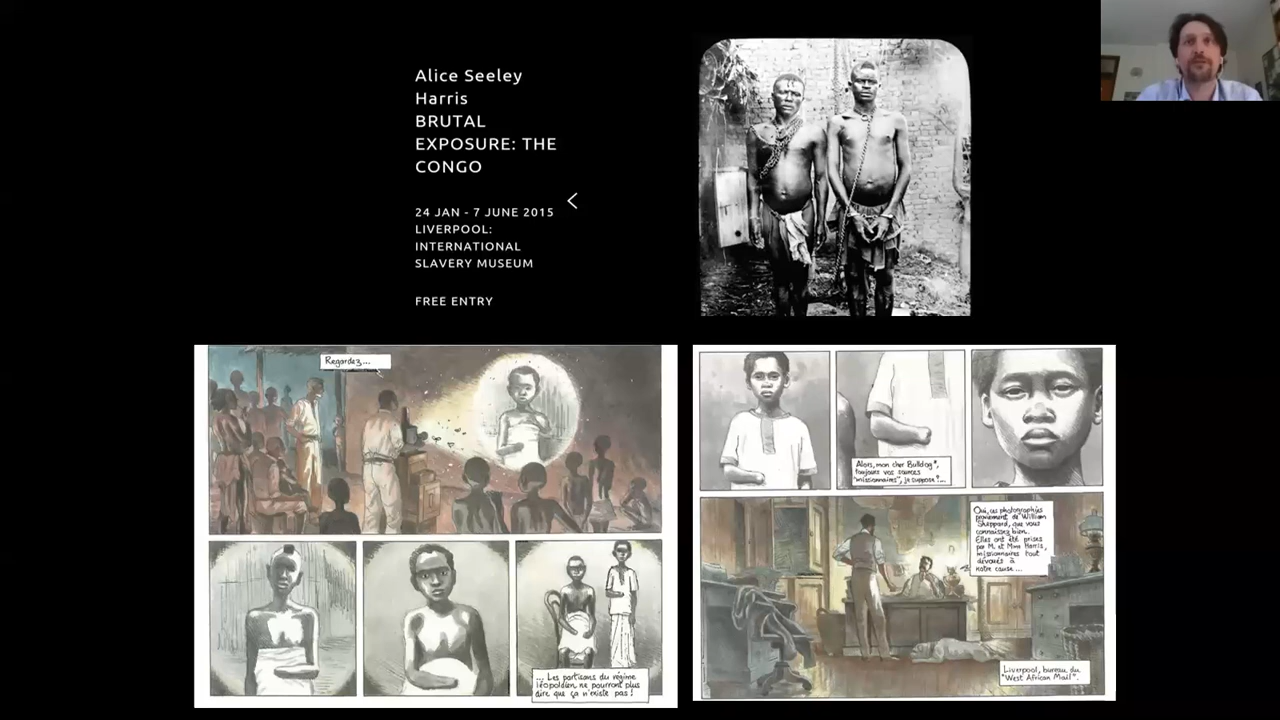 Alice Seeley
Harris
BRUTAL
EXPOSURE: THE
CONGO
24 JAN - 7 JUNE 2015
LIVERPOOL:
INTERNATIONAL
SLAVERY MUSEUM
FREE ENTRY
Regardez...
... Les partisans du régime
léopoldien ne pourront plus
dire que ça n'existe pas !
Alors, mon cher Bulldog*,
toujours vos sources
"missionnaires", je suppose ?...
Oui, ces photographies
proviennent de William
Sheppard, que vous
connaissez bien.
Elles ont été prises
par M. et Mme Harris,
missionnaires tout
dévoués à
notre cause...
Liverpool, bureau du
"West African Mail".